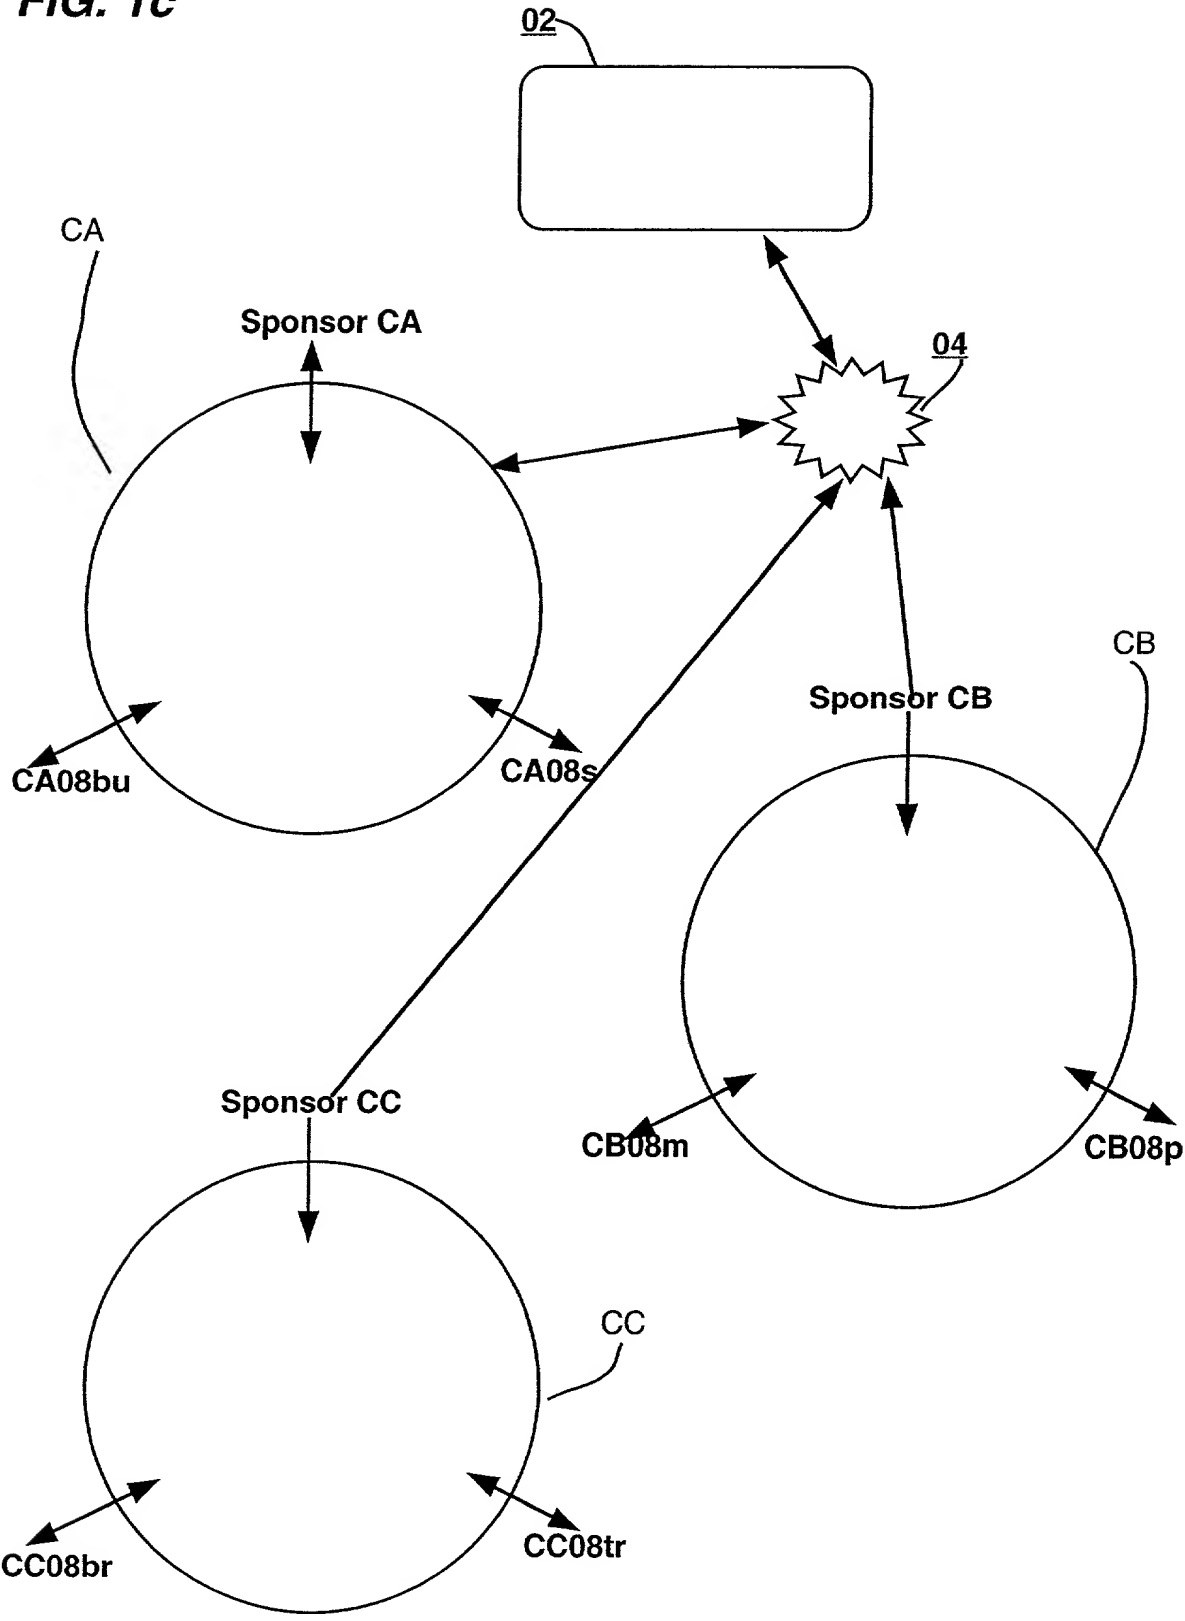 FIG. 1c
02
CA
Sponsor CA
04
CB
Sponsor CB
CA08bu
CA08s
Sponsor CC
CB08m
CB08p
CC
CC08br
CC08tr